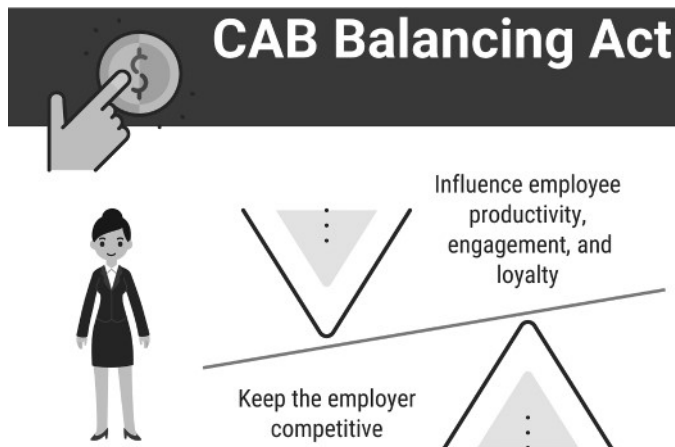 CAB Balancing Act
$
Influence employee
productivity,
engagement, and
loyalty
Keep the employer
competitive